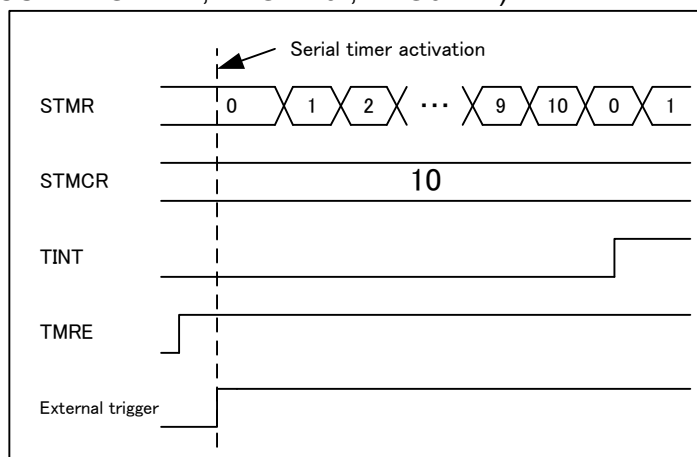 Serial timer activation
STMR 0 1 2 ··· 9 10 0 1
STMCR 10
TINT
TMRE
External trigger